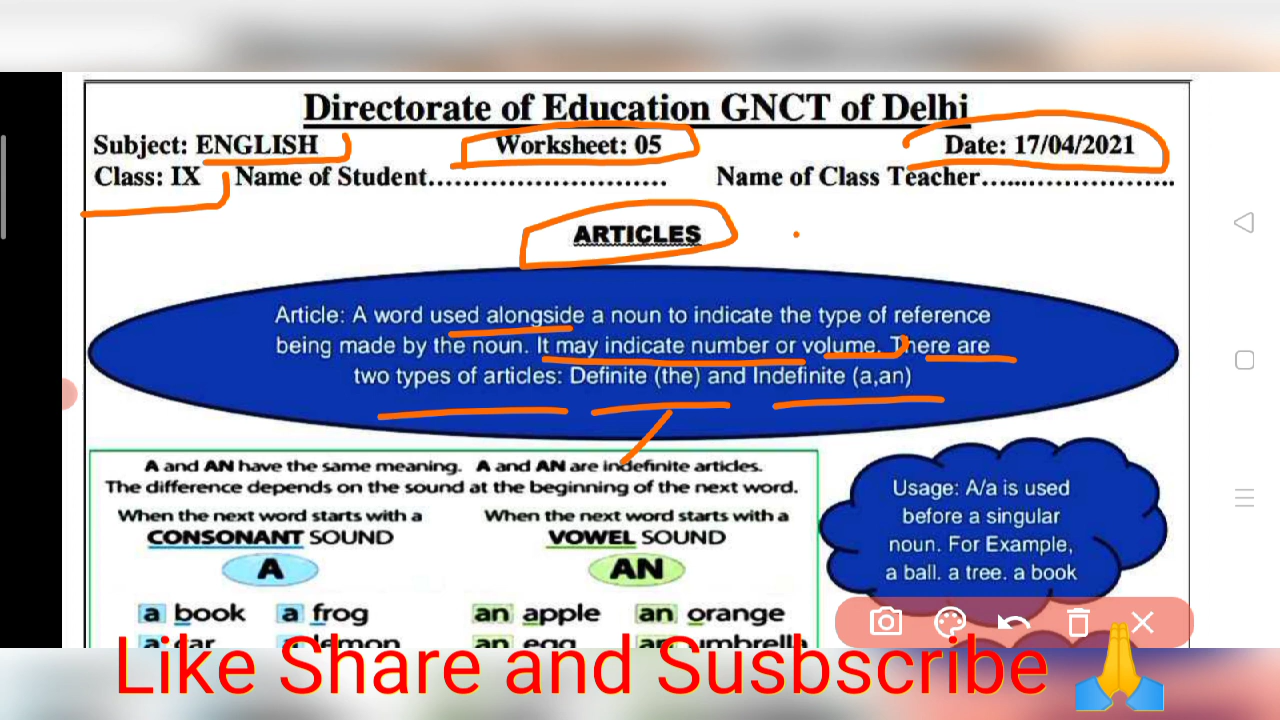 Directorate of Education GNCT of Delhi
Subject: ENGLISH Worksheet: 05 Date: 17/04/2021
Class: IX Name of Student........................... Name of Class Teacher.......................
ARTICLES
Article: A word used alongside a noun to indicate the type of reference
being made by the noun. It may indicate number or volume. There are
two types of articles: Definite (the) and Indefinite (a,an)
A and AN have the same meaning. A and AN are indefinite articles.
The difference depends on the sound at the beginning of the next word.
When the next word starts with a
CONSONANT SOUND
A
a book a frog
a car a lemon
When the next word starts with a
VOWEL SOUND
AN
an apple an orange
an egg an umbrella
Usage: A/a is used
before a singular
noun. For Example,
a ball. a tree. a book
Like Share and Susbscribe 🙏